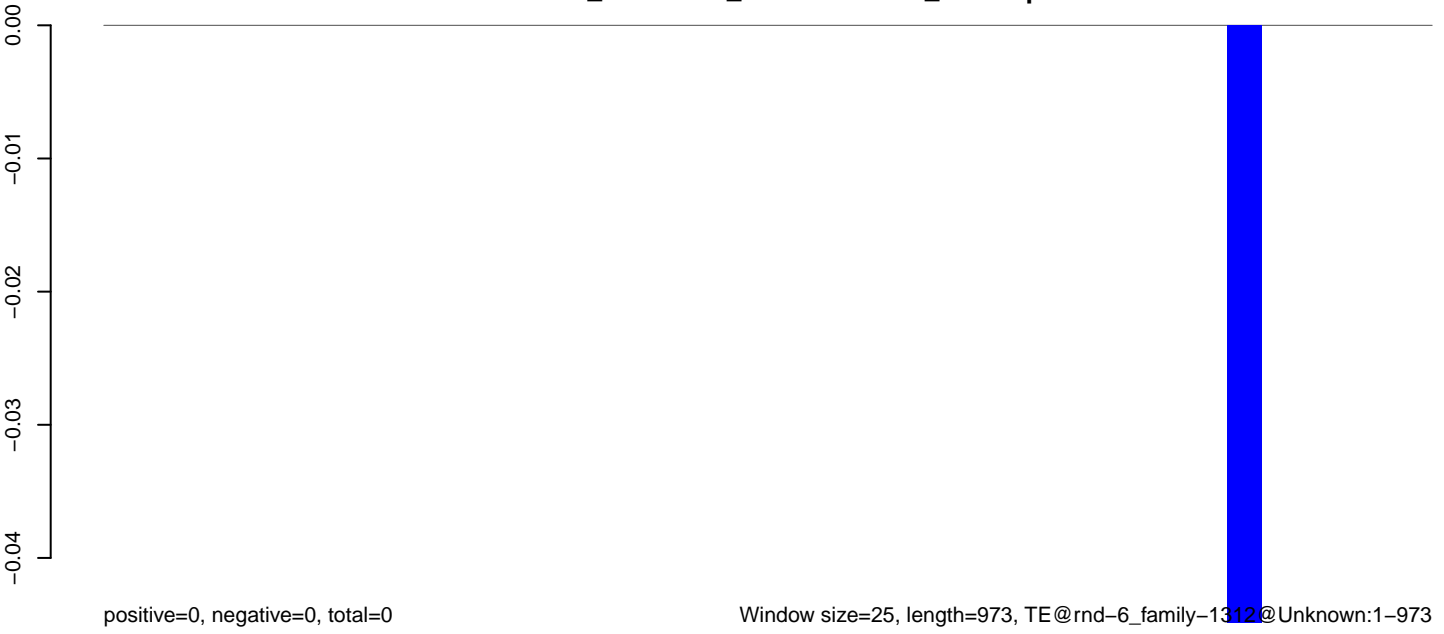 0.00
−0.01
−0.02
−0.03
−0.04
positive=0, negative=0, total=0
Window size=25, length=973, TE@rnd−6_family−1312@Unknown:1−973